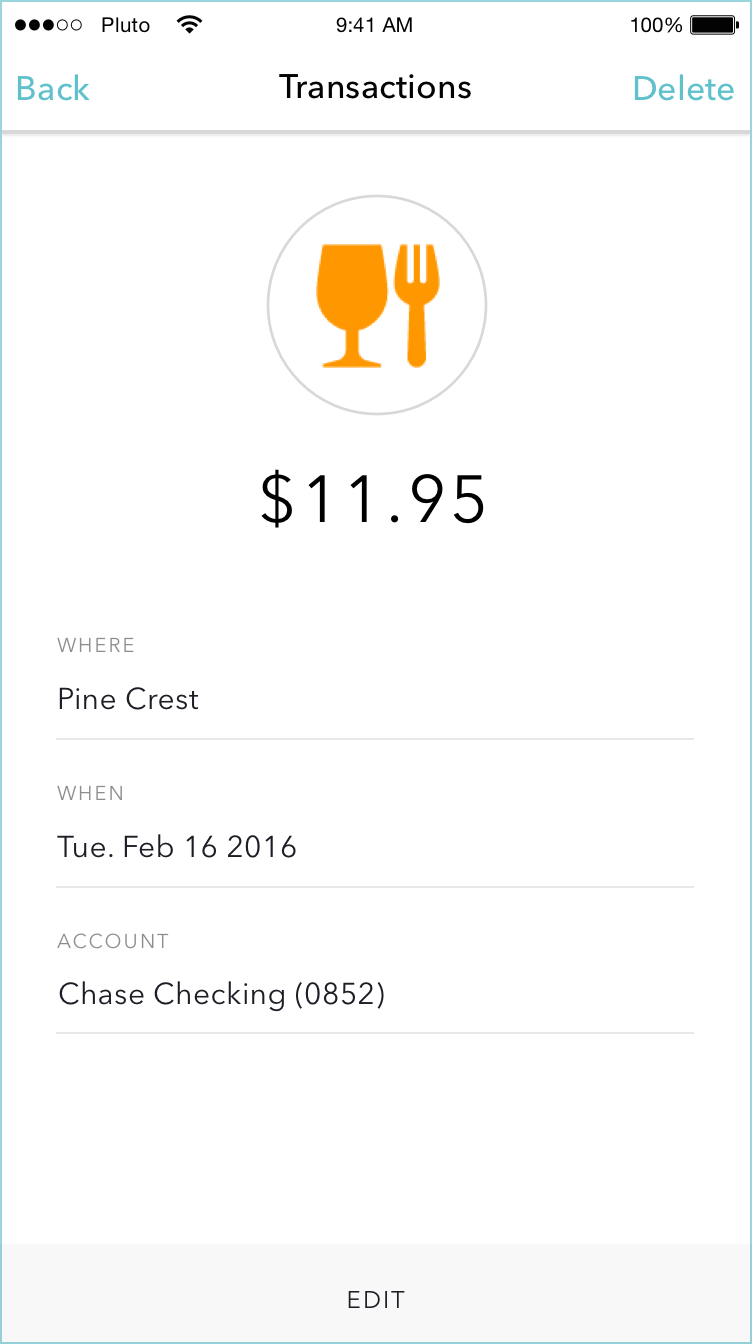 Pluto 9:41 AM 100%
Back Transactions Delete
$11.95
WHERE
Pine Crest
WHEN
Tue. Feb 16 2016
ACCOUNT
Chase Checking (0852)
EDIT